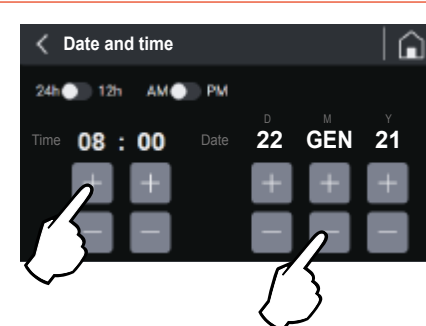 Date and time
24h 12h AM PM
D M Y
Time 08 : 00 Date 22 GEN 21
+ + + + +
− − − − −